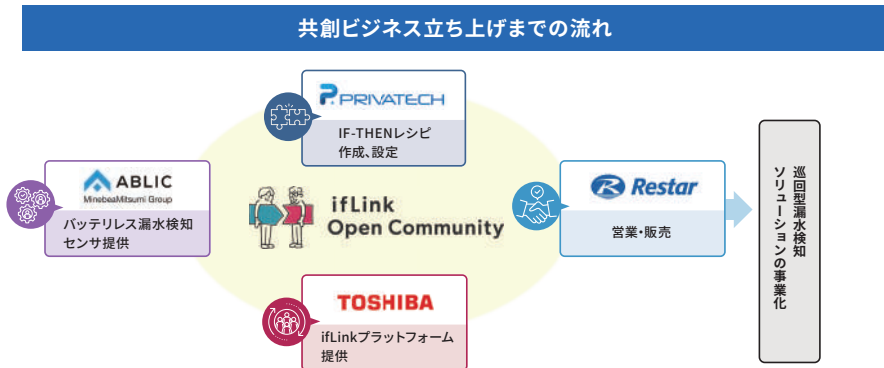 共創ビジネス立ち上げまでの流れ
PRIVATECH
IF-THENレシピ
作成、設定
ABLIC
MinebeaMitsumi Group
バッテリレス漏水検知
センサ提供
ifLink
Open Community
Restar
営業・販売
TOSHIBA
ifLinkプラットフォーム
提供
巡回型漏水検知
ソリューションの事業化